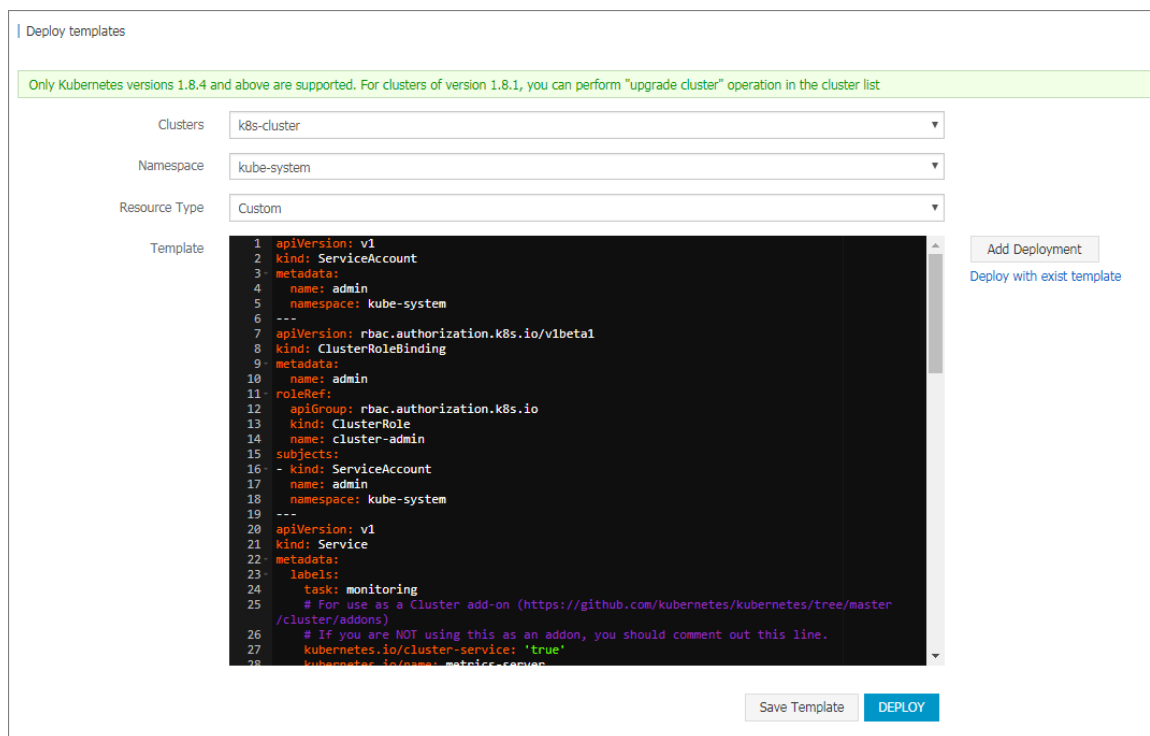 Deploy templates
Only Kubernetes versions 1.8.4 and above are supported. For clusters of version 1.8.1, you can perform "upgrade cluster" operation in the cluster list
Clusters k8s-cluster
Namespace kube-system
Resource Type Custom
Template
1 apiVersion: v1
2 kind: ServiceAccount
3 metadata:
4   name: admin
5   namespace: kube-system
6 ---
7 apiVersion: rbac.authorization.k8s.io/v1beta1
8 kind: ClusterRoleBinding
9 metadata:
10   name: admin
11 roleRef:
12   apiGroup: rbac.authorization.k8s.io
13   kind: ClusterRole
14   name: cluster-admin
15 subjects:
16 - kind: ServiceAccount
17   name: admin
18   namespace: kube-system
19 ---
20 apiVersion: v1
21 kind: Service
22 metadata:
23   labels:
24     task: monitoring
25     # For use as a Cluster add-on (https://github.com/kubernetes/kubernetes/tree/master
/cluster/addons)
26     # If you are NOT using this as an addon, you should comment out this line.
27     kubernetes.io/cluster-service: 'true'
28     kubernetes.io/name: metrics-server
Add Deployment
Deploy with exist template
Save Template
DEPLOY